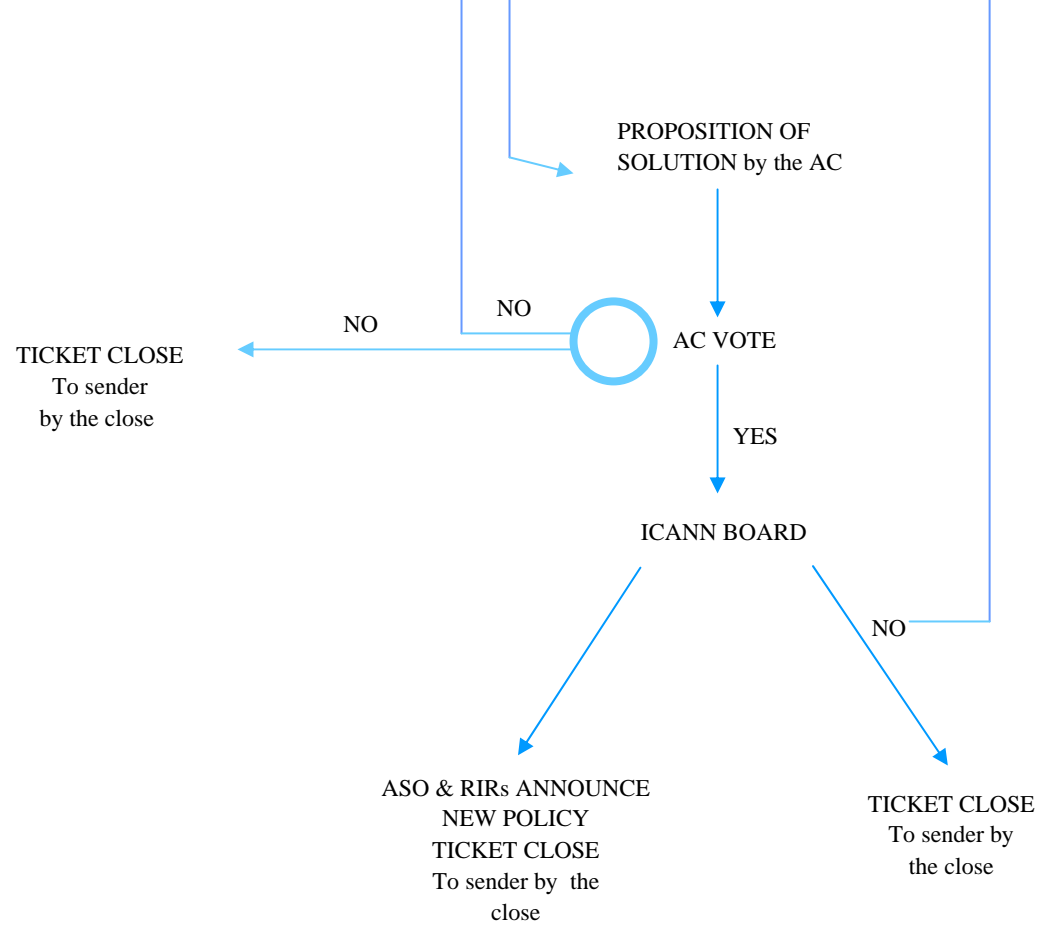 PROPOSITION OF
SOLUTION by the AC
NO
NO
AC VOTE
TICKET CLOSE
To sender
by the close
YES
ICANN BOARD
NO
ASO & RIRs ANNOUNCE
NEW POLICY
TICKET CLOSE
To sender by  the
close
TICKET CLOSE
To sender by
the close